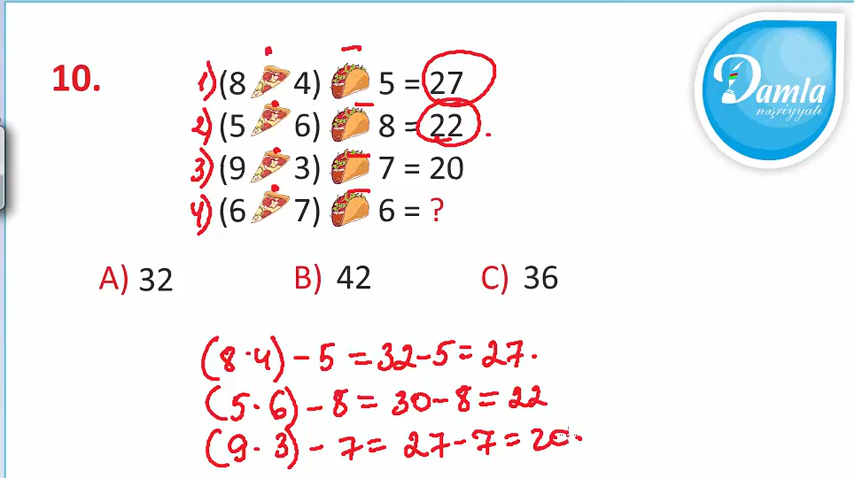 10.
1) (8 4) 5 = 27
2) (5 6) 8 = 22
3) (9 3) 7 = 20
4) (6 7) 6 = ?
A) 32 B) 42 C) 36
(8·4) - 5 = 32 - 5 = 27.
(5·6) - 8 = 30 - 8 = 22
(9·3) - 7 = 27 - 7 = 20.
Damla
nəşriyyatı